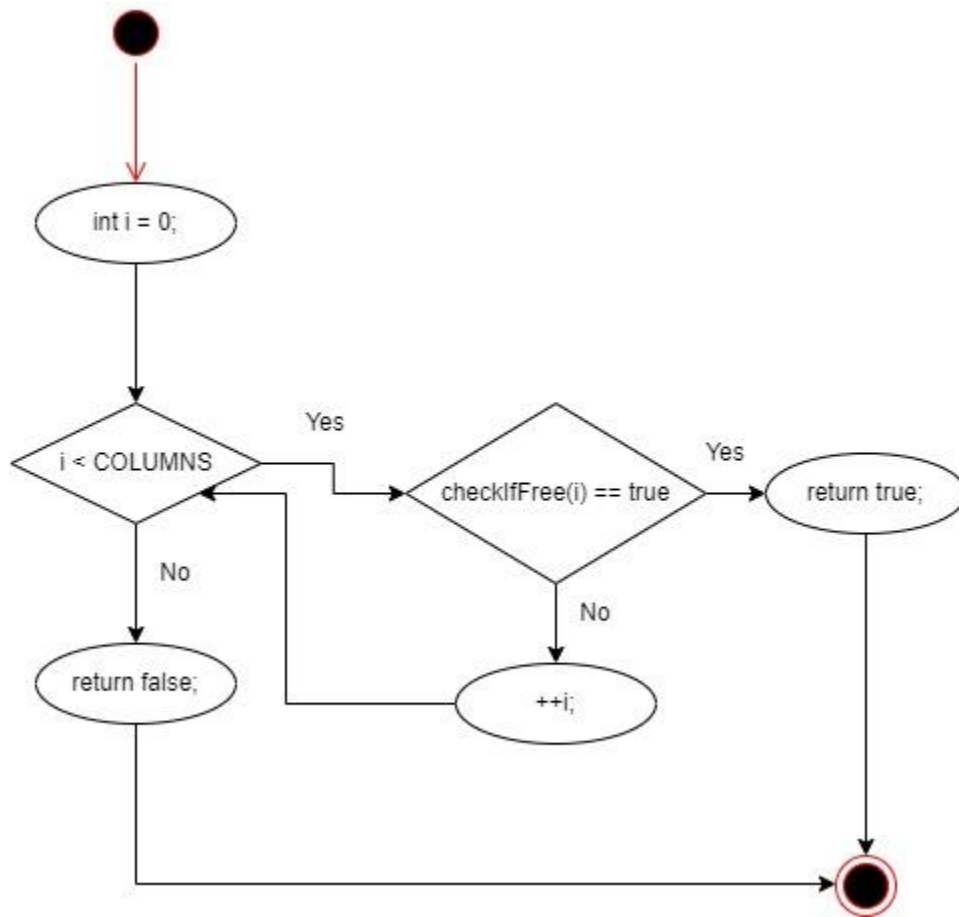 int i = 0;
i < COLUMNS
Yes
checkIfFree(i) == true
Yes
return true;
No
No
return false;
++i;